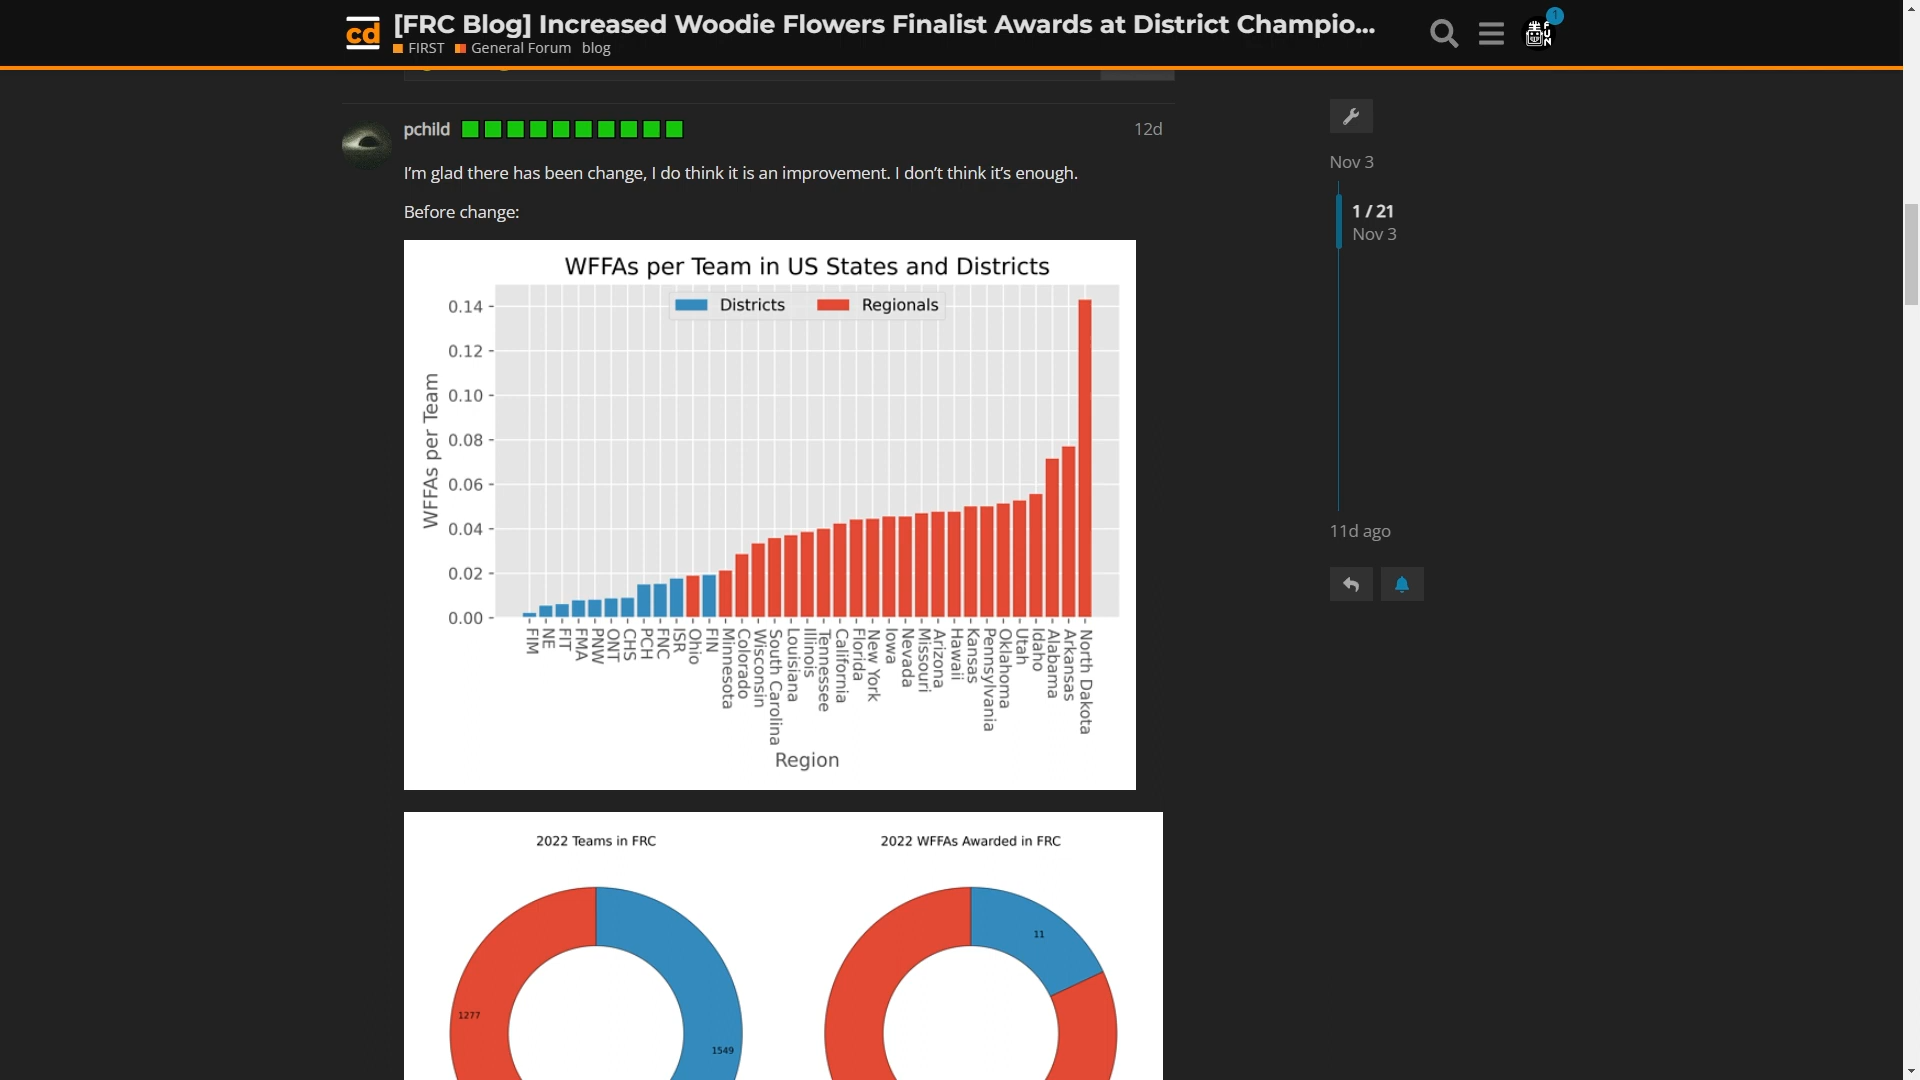 cd
[FRC Blog] Increased Woodie Flowers Finalist Awards at District Champio...
FIRST General Forum blog
1
pchild
12d
I'm glad there has been change, I do think it is an improvement. I don't think it's enough.
Before change:
WFFAs per Team in US States and Districts
Districts Regionals
0.14
0.12
0.10
0.08
0.06
0.04
0.02
0.00
WFFAs per Team
FIM
NE
FIT
FMA
PNW
ONT
CHS
PCH
FNC
ISR
Ohio
FIN
Minnesota
Colorado
Wisconsin
South Carolina
Louisiana
Illinois
Tennessee
California
Florida
New York
Iowa
Nevada
Missouri
Arizona
Hawaii
Kansas
Pennsylvania
Oklahoma
Utah
Idaho
Alabama
Arkansas
North Dakota
Region
2022 Teams in FRC
1277
1549
2022 WFFAs Awarded in FRC
11
Nov 3
1 / 21
Nov 3
11d ago